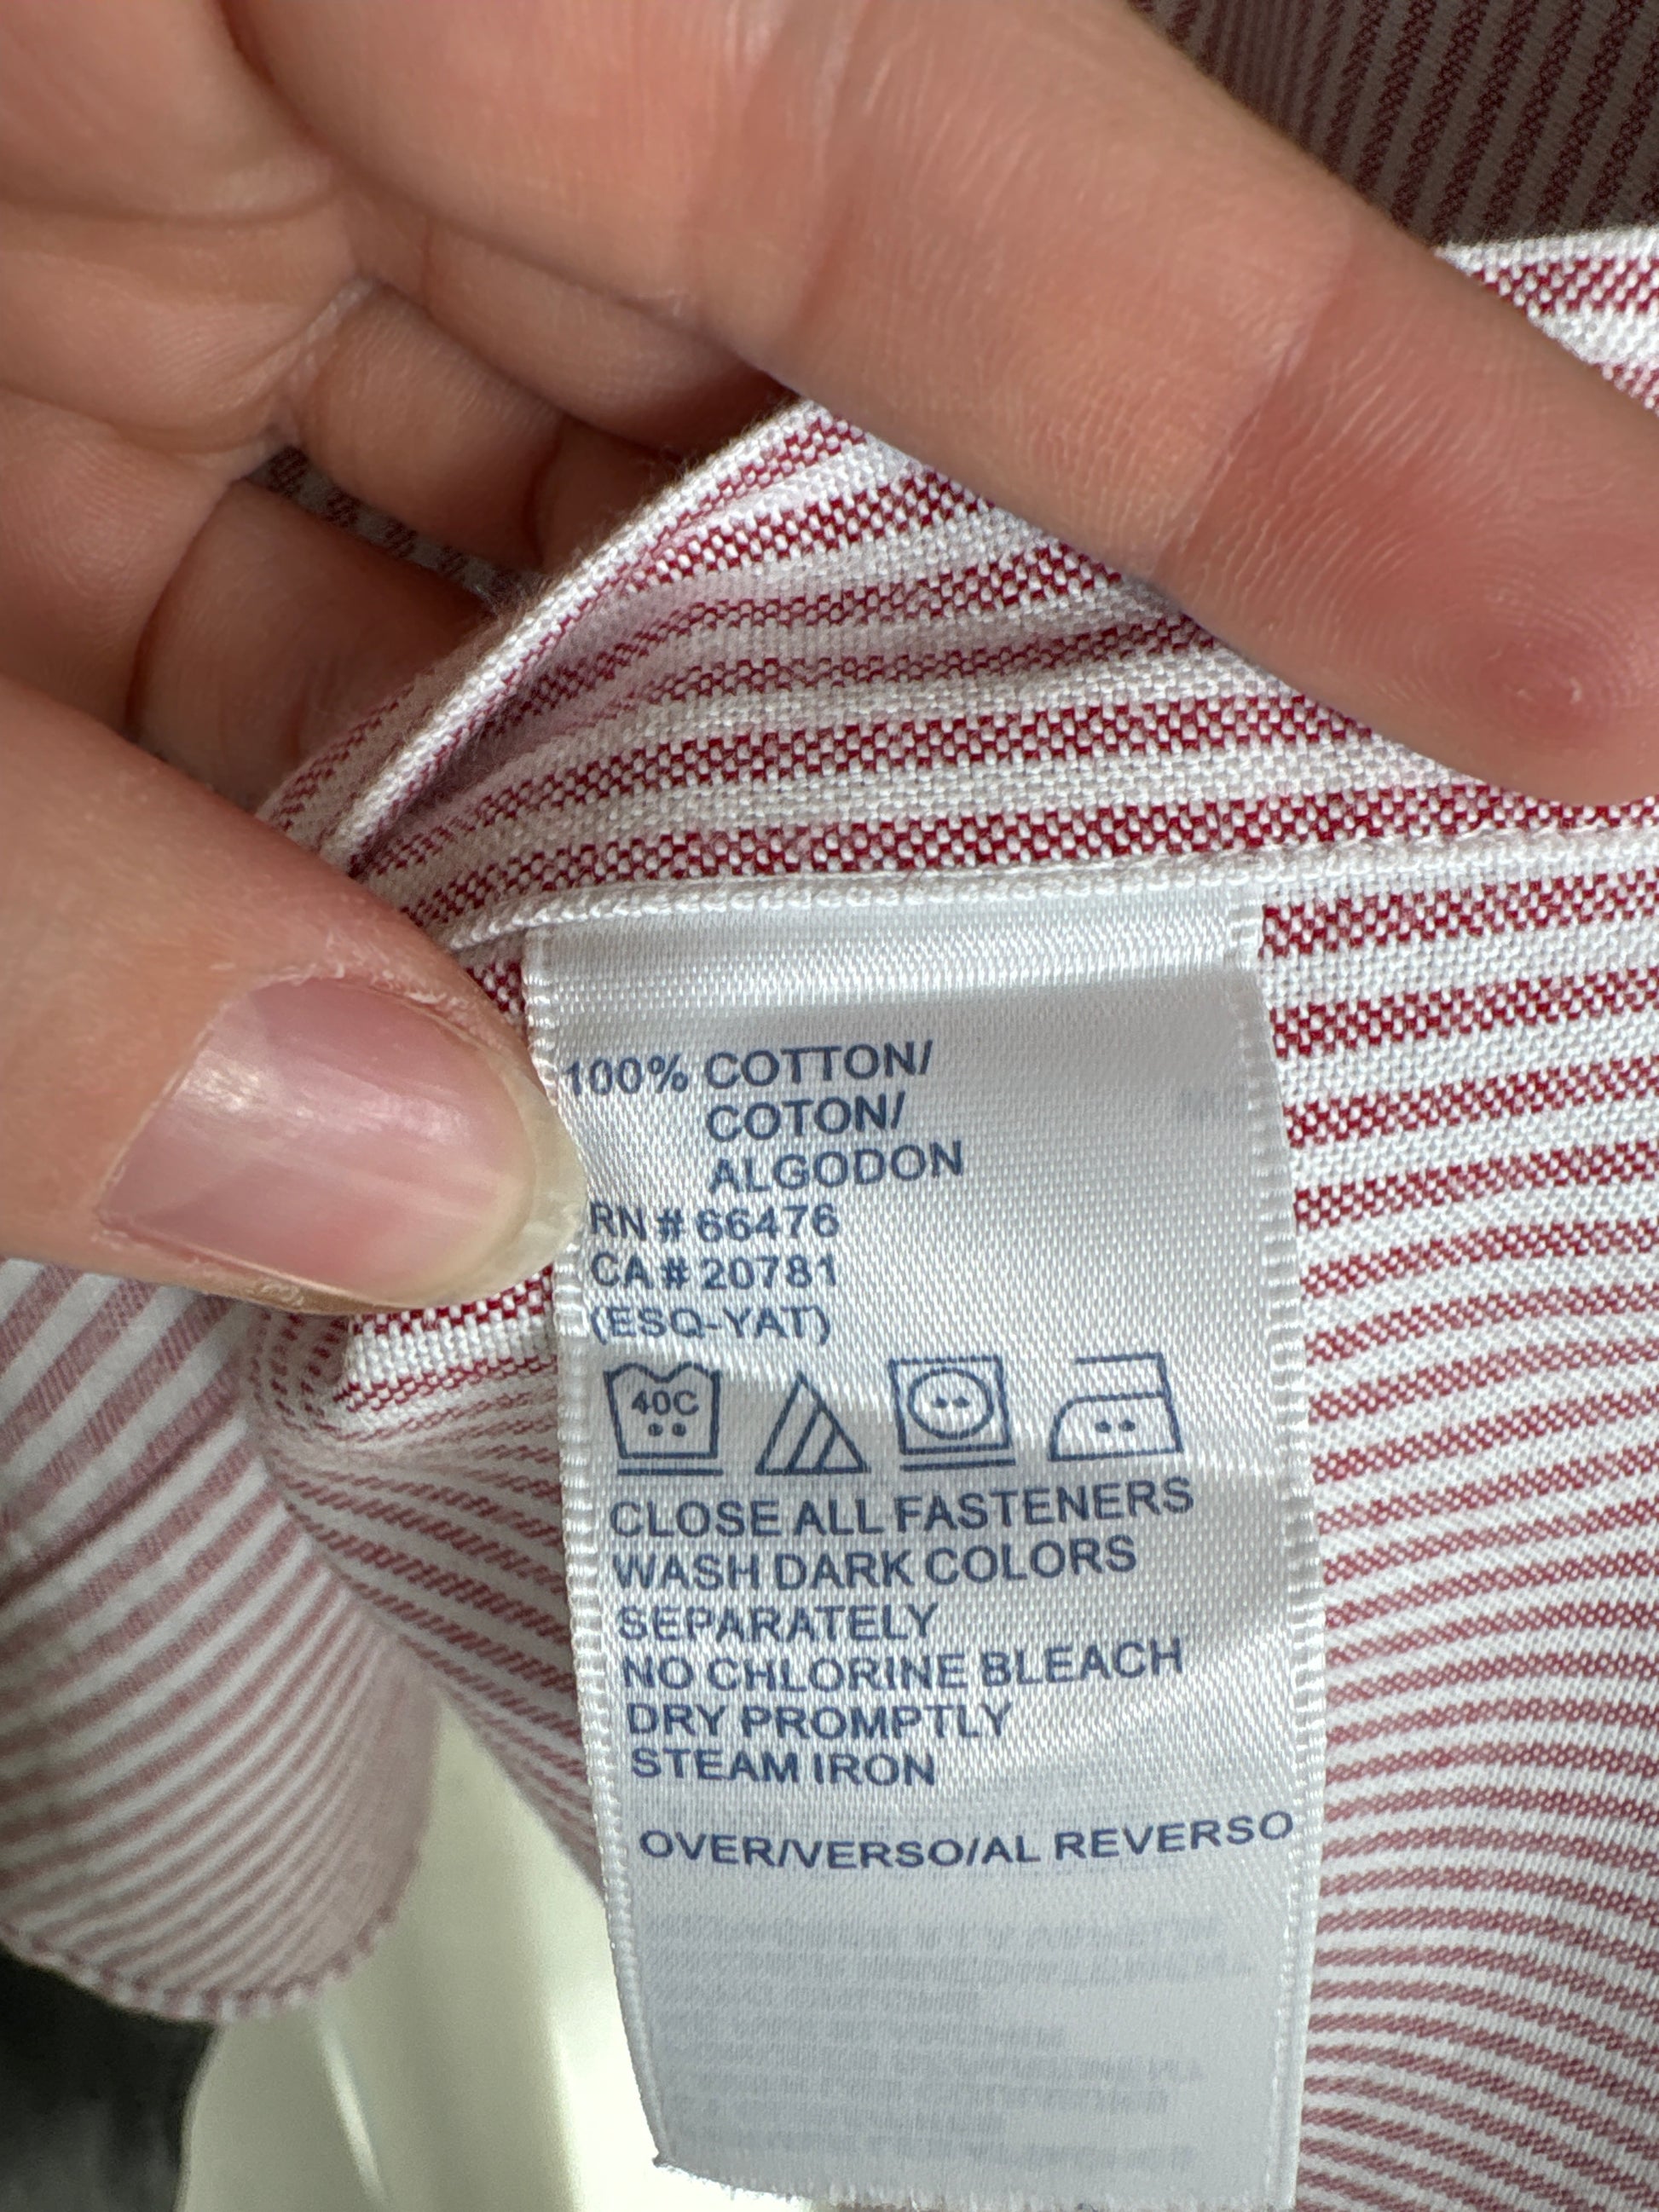 100% COTTON/
COTON/
ALGODON
RN # 66476
CA # 20781
(ESQ-YAT)
40C
CLOSE ALL FASTENERS
WASH DARK COLORS
SEPARATELY
NO CHLORINE BLEACH
DRY PROMPTLY
STEAM IRON
OVER/VERSO/AL REVERSO